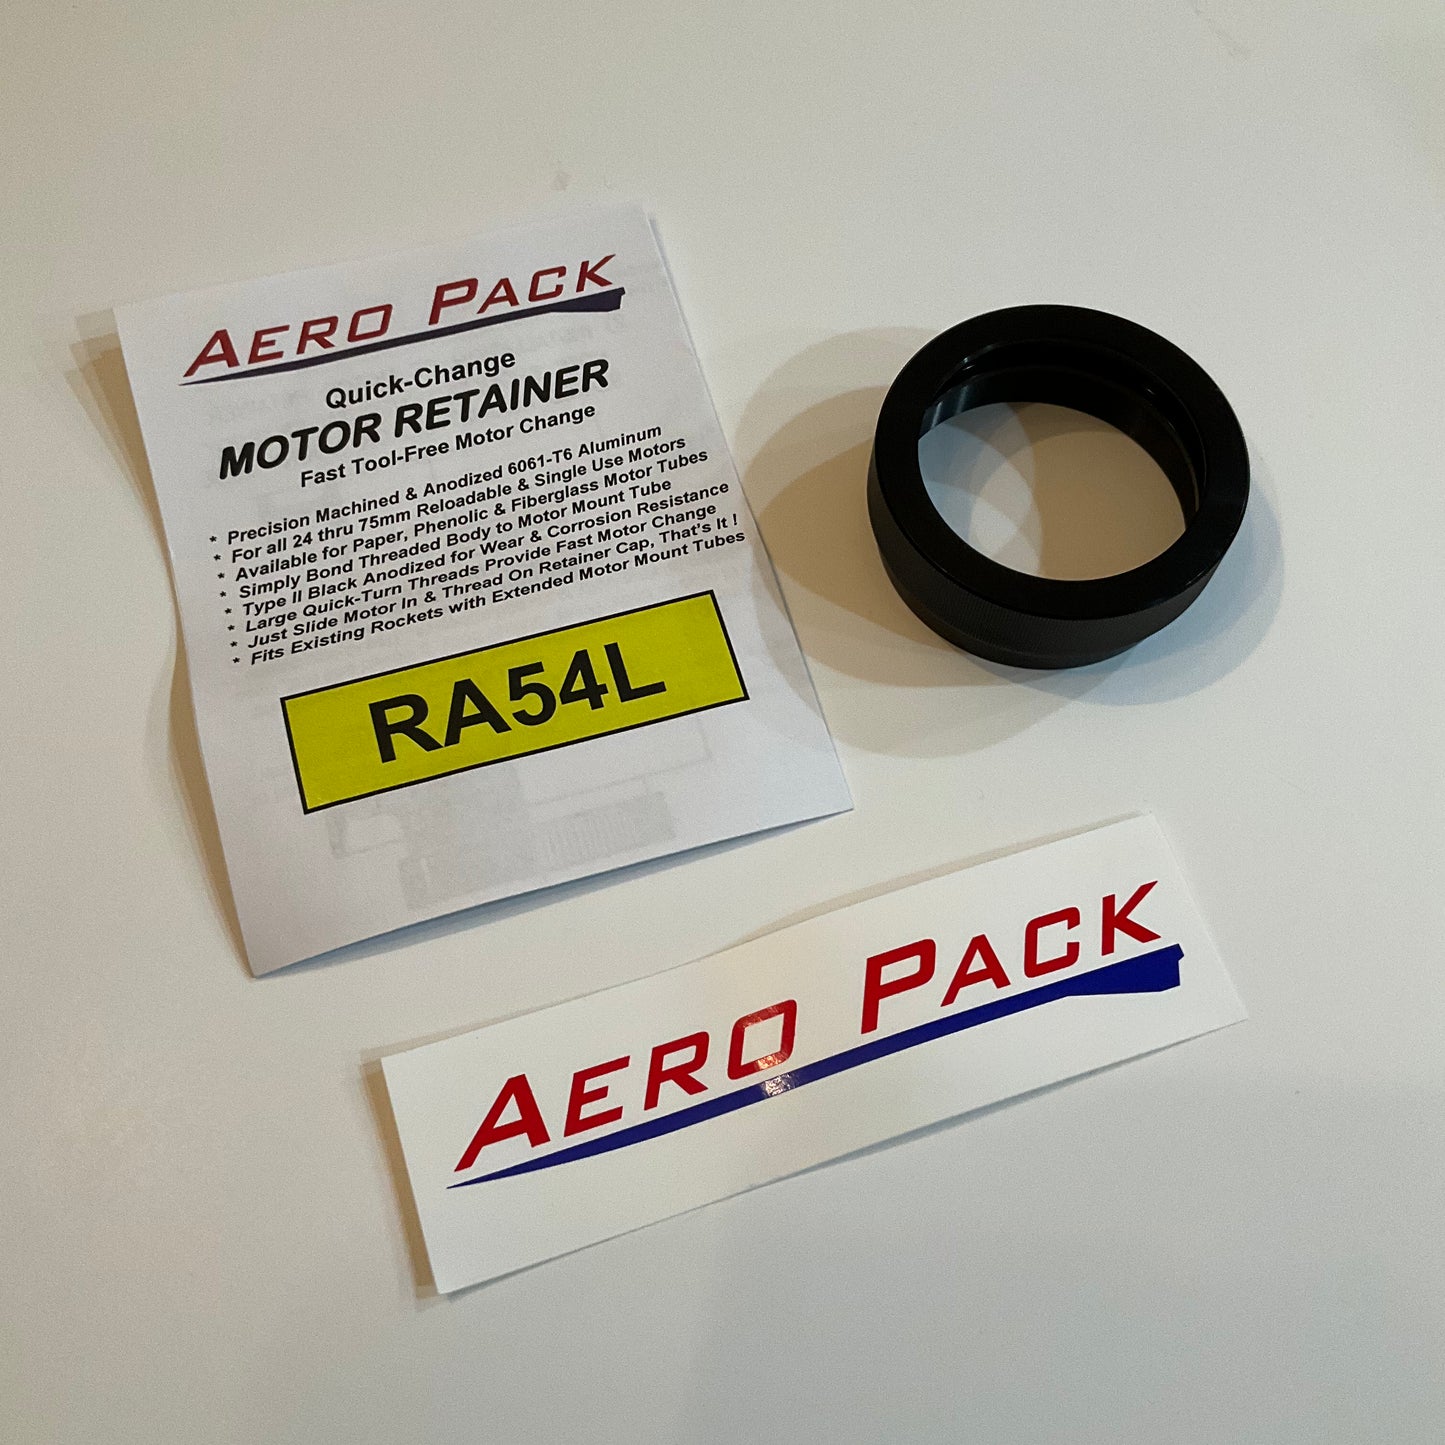 AERO PACK
Quick-Change
MOTOR RETAINER
Fast Tool-Free Motor Change
* Precision Machined & Anodized 6061-T6 Aluminum
* For all 24 thru 75mm Reloadable & Single Use Motors
* Available for Paper, Phenolic & Fiberglass Motor Tubes
* Simply Bond Threaded Body to Motor Mount Tube
* Type II Black Anodized for Wear & Corrosion Resistance
* Large Quick-Turn Threads Provide Fast Motor Change
* Just Slide Motor In & Thread On Retainer Cap, That's It !
* Fits Existing Rockets with Extended Motor Mount Tubes
RA54L
AERO PACK